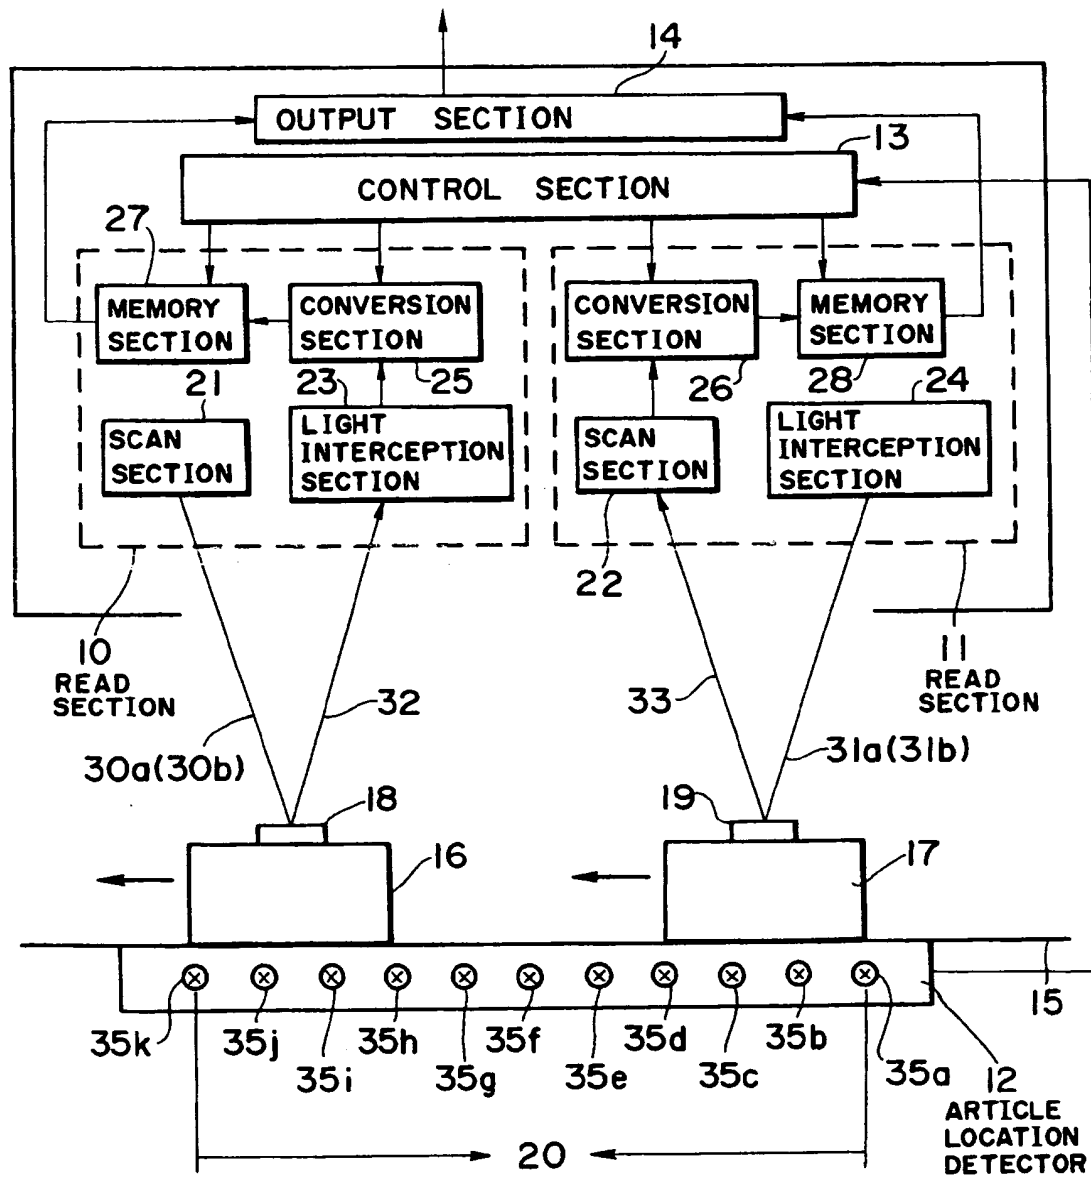 14
OUTPUT SECTION
13
CONTROL SECTION
27
MEMORY
SECTION
CONVERSION
SECTION
CONVERSION
SECTION
MEMORY
SECTION
21
23
25
26
28
24
SCAN
SECTION
LIGHT
INTERCEPTION
SECTION
SCAN
SECTION
LIGHT
INTERCEPTION
SECTION
22
10
READ
SECTION
11
READ
SECTION
32
33
30a(30b)
31a(31b)
18
19
16
17
15
35k
35j
35i
35h
35g
35f
35e
35d
35c
35b
35a
12
ARTICLE
LOCATION
DETECTOR
20